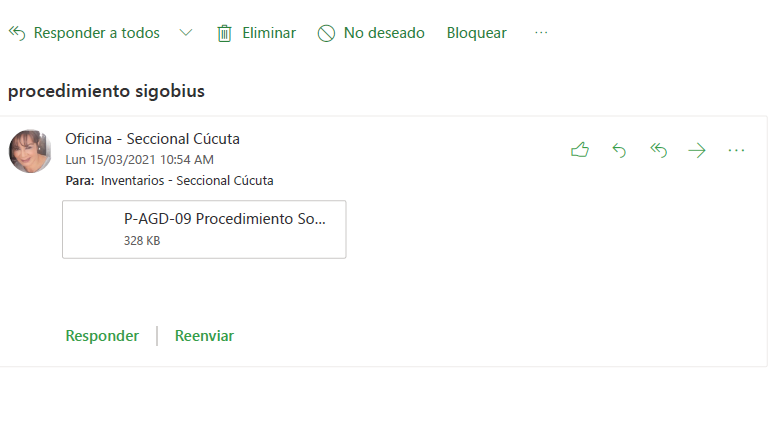 Responder a todos Eliminar No deseado Bloquear ...
procedimiento sigobius
Oficina - Seccional Cúcuta
Lun 15/03/2021 10:54 AM
Para: Inventarios - Seccional Cúcuta
P-AGD-09 Procedimiento So...
328 KB
Responder Reenviar